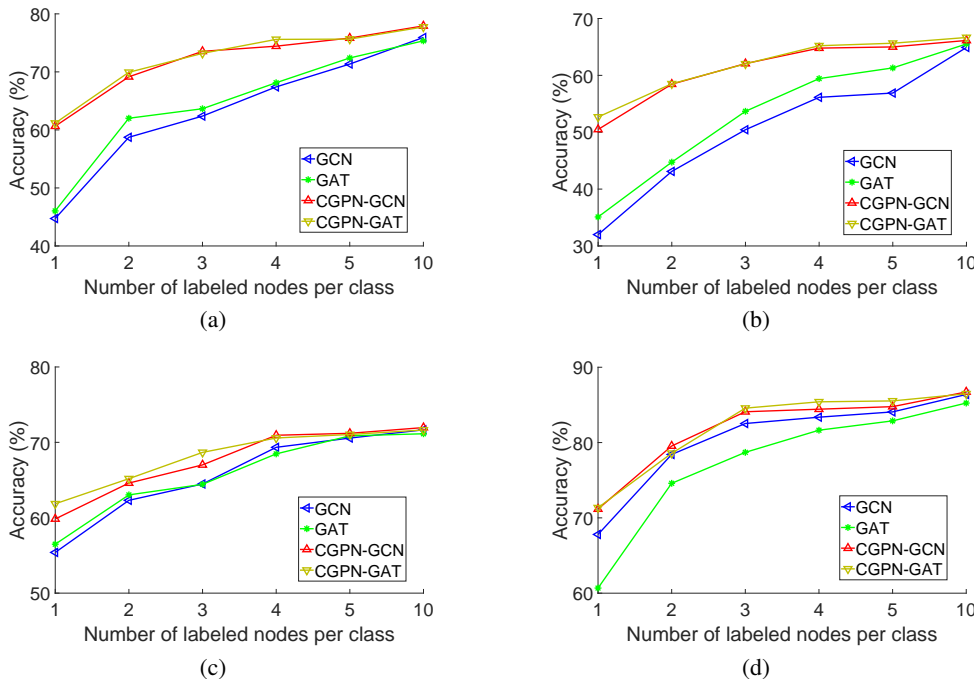 80
70
60
50
40
Accuracy (%)
GCN
GAT
CGPN-GCN
CGPN-GAT
1 2 3 4 5 10
Number of labeled nodes per class
(a)
70
60
50
40
30
Accuracy (%)
GCN
GAT
CGPN-GCN
CGPN-GAT
1 2 3 4 5 10
Number of labeled nodes per class
(b)
80
70
60
50
Accuracy (%)
GCN
GAT
CGPN-GCN
CGPN-GAT
1 2 3 4 5 10
Number of labeled nodes per class
(c)
90
80
70
60
Accuracy (%)
GCN
GAT
CGPN-GCN
CGPN-GAT
1 2 3 4 5 10
Number of labeled nodes per class
(d)